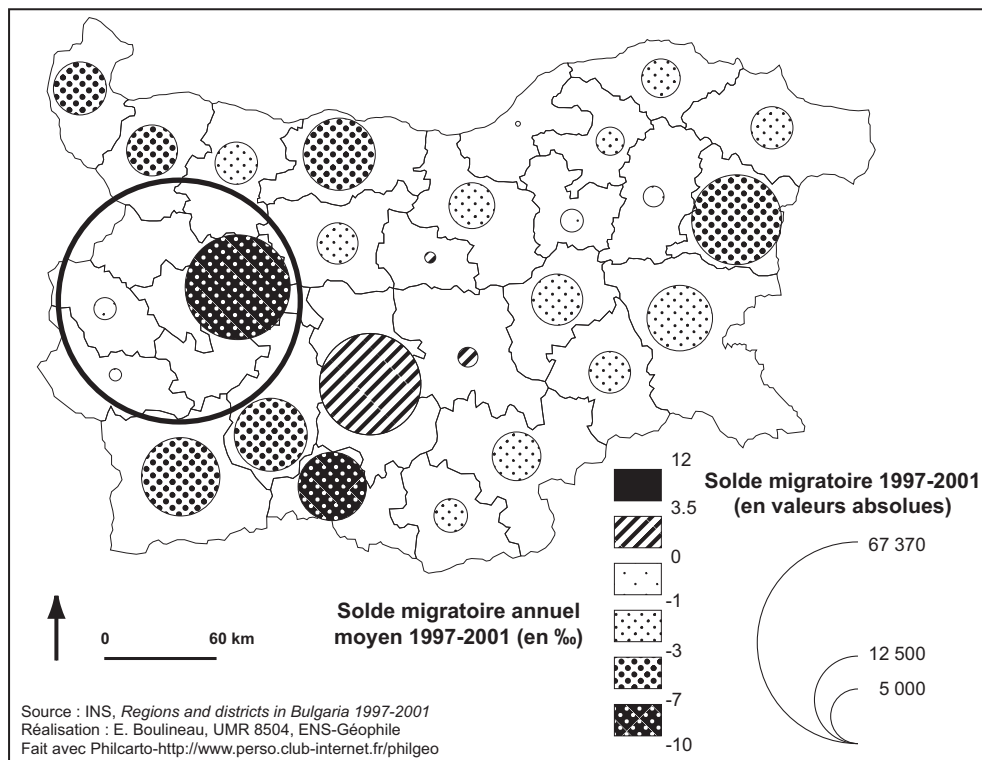 12
3.5
0
-1
-3
-7
-10
Solde migratoire 1997-2001
(en valeurs absolues)
67 370
12 500
5 000
Solde migratoire annuel
moyen 1997-2001 (en ‰)
0 60 km
Source : INS, Regions and districts in Bulgaria 1997-2001
Réalisation : E. Boulineau, UMR 8504, ENS-Géophile
Fait avec Philcarto-http://www.perso.club-internet.fr/philgeo